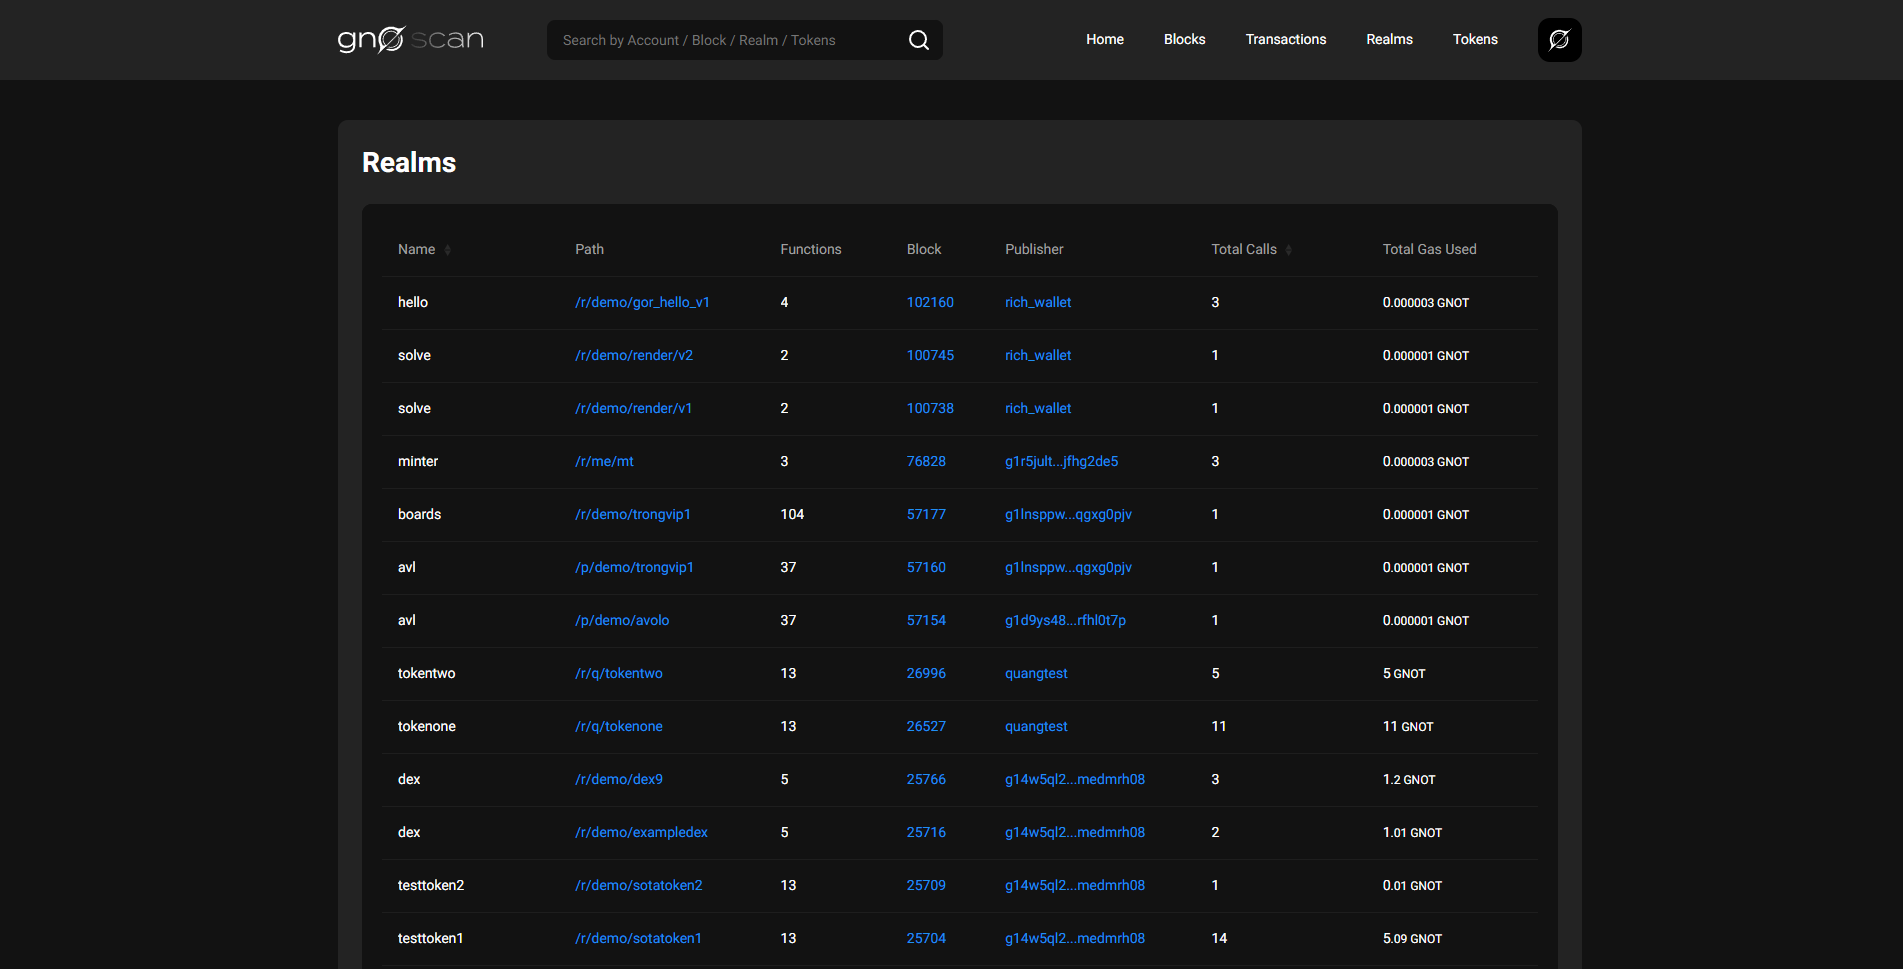 gnoscan Search by Account / Block / Realm / Tokens Home Blocks Transactions Realms Tokens
Realms
Name Path Functions Block Publisher Total Calls Total Gas Used
hello /r/demo/gor_hello_v1 4 102160 rich_wallet 3 0.000003 GNOT
solve /r/demo/render/v2 2 100745 rich_wallet 1 0.000001 GNOT
solve /r/demo/render/v1 2 100738 rich_wallet 1 0.000001 GNOT
minter /r/me/mt 3 76828 g1r5jult...jfhg2de5 3 0.000003 GNOT
boards /r/demo/trongvip1 104 57177 g1lnsppw...qgxg0pjv 1 0.000001 GNOT
avl /p/demo/trongvip1 37 57160 g1lnsppw...qgxg0pjv 1 0.000001 GNOT
avl /p/demo/avolo 37 57154 g1d9ys48...rfhl0t7p 1 0.000001 GNOT
tokentwo /r/q/tokentwo 13 26996 quangtest 5 5 GNOT
tokenone /r/q/tokenone 13 26527 quangtest 11 11 GNOT
dex /r/demo/dex9 5 25766 g14w5ql2...medmrh08 3 1.2 GNOT
dex /r/demo/exampledex 5 25716 g14w5ql2...medmrh08 2 1.01 GNOT
testtoken2 /r/demo/sotatoken2 13 25709 g14w5ql2...medmrh08 1 0.01 GNOT
testtoken1 /r/demo/sotatoken1 13 25704 g14w5ql2...medmrh08 14 5.09 GNOT